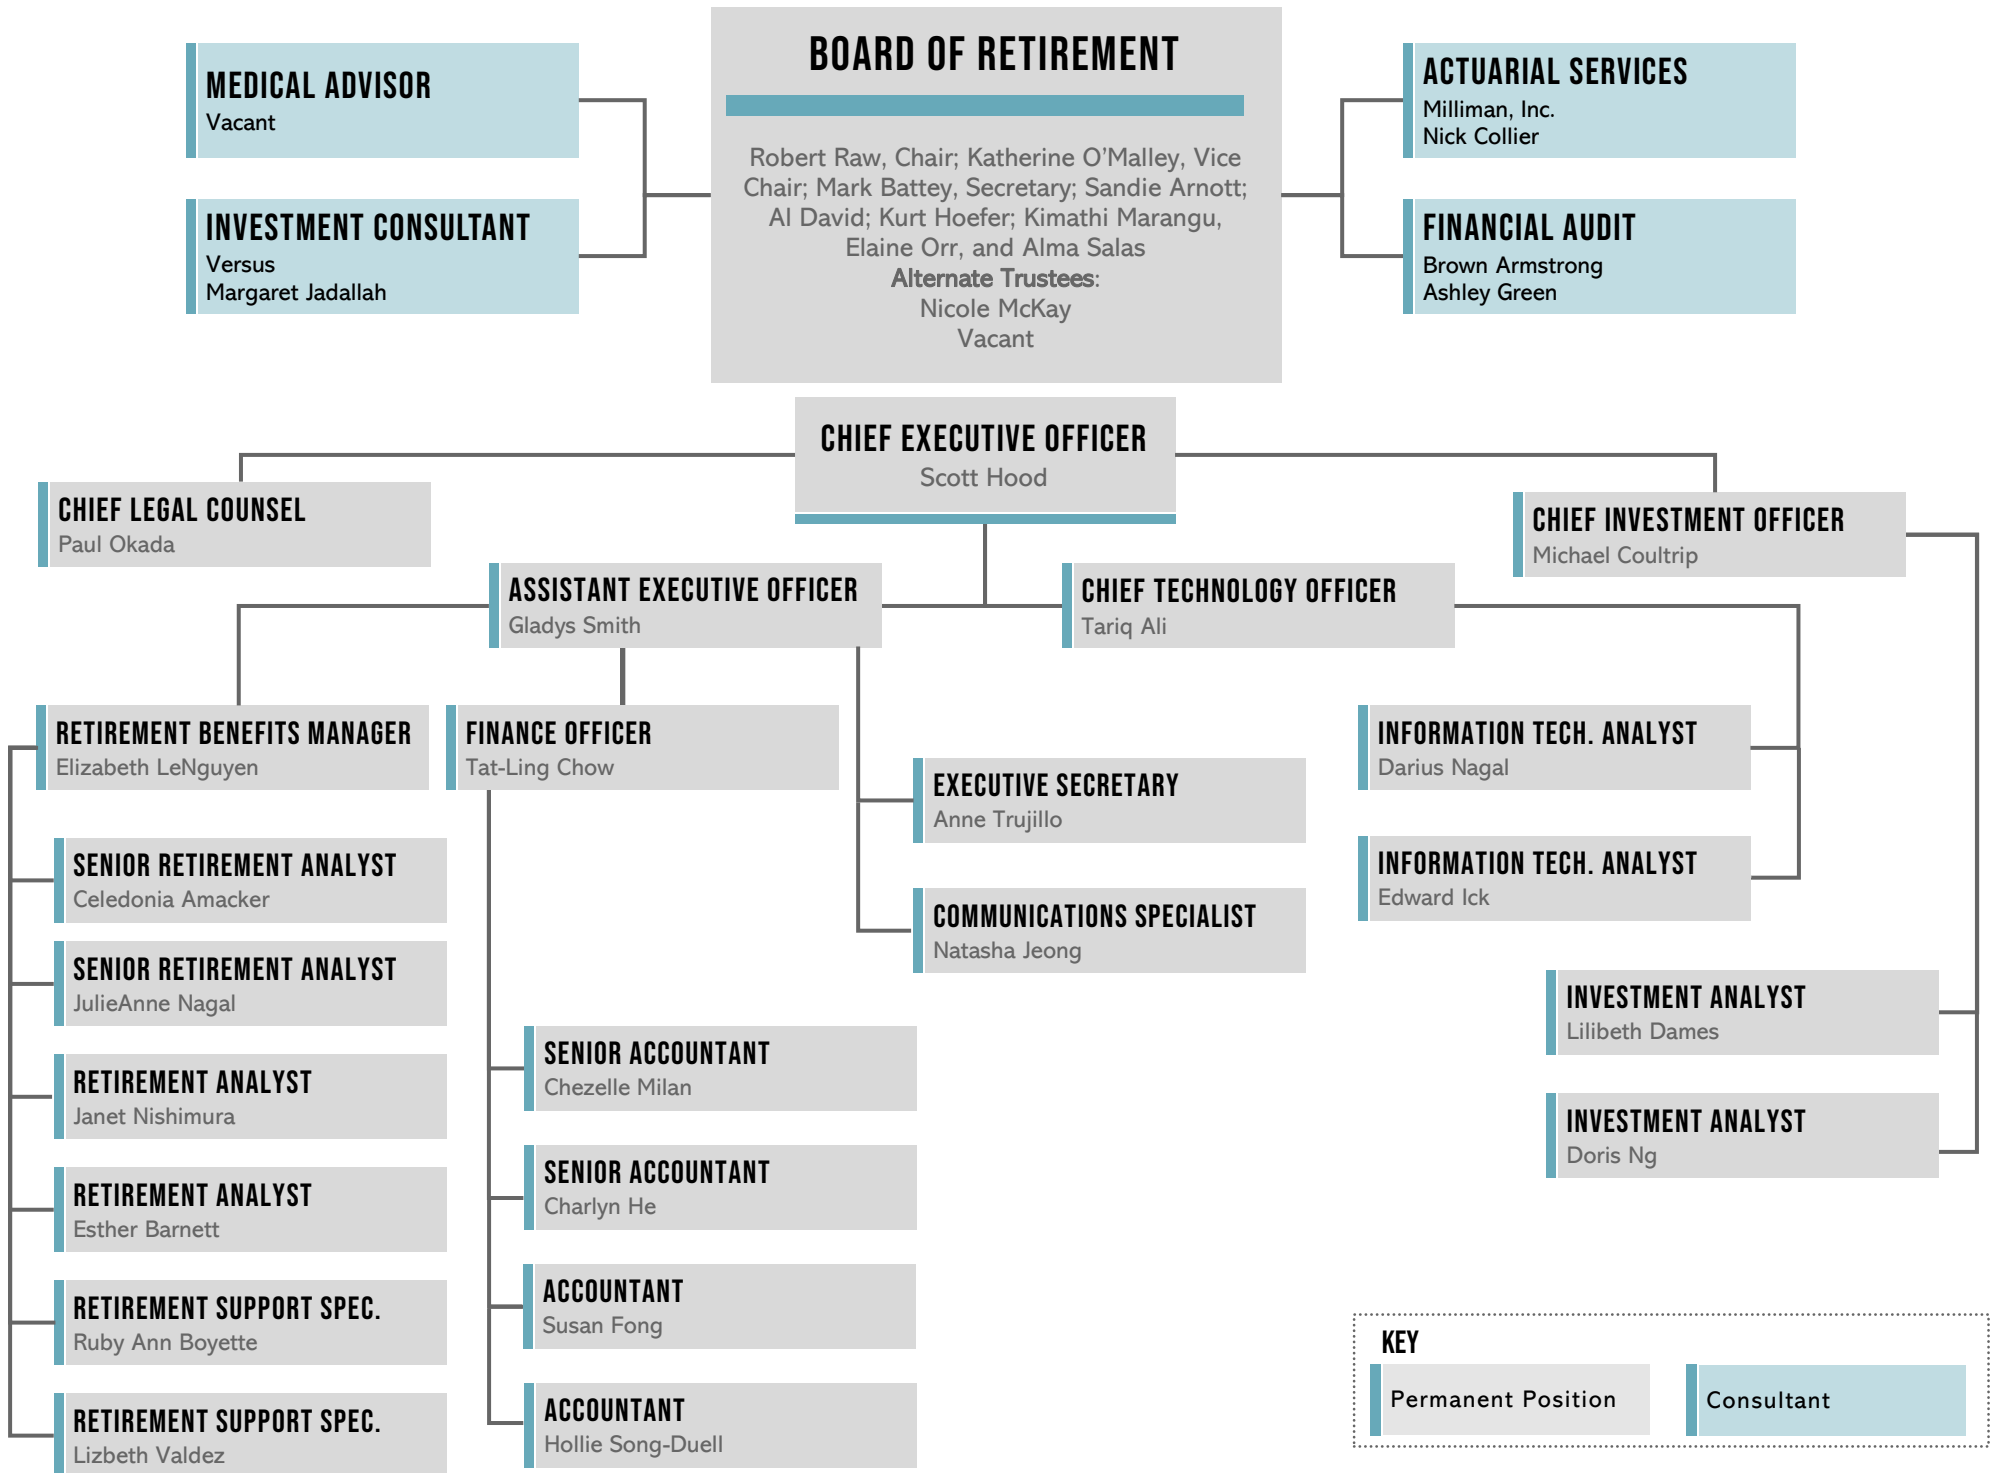 BOARD OF RETIREMENT
Robert Raw, Chair; Katherine O'Malley, Vice
Chair; Mark Battey, Secretary; Sandie Arnott;
Al David; Kurt Hoefer; Kimathi Marangu,
Elaine Orr, and Alma Salas
Alternate Trustees:
Nicole McKay
Vacant
MEDICAL ADVISOR
Vacant
INVESTMENT CONSULTANT
Versus
Margaret Jadallah
ACTUARIAL SERVICES
Milliman, Inc.
Nick Collier
FINANCIAL AUDIT
Brown Armstrong
Ashley Green
CHIEF EXECUTIVE OFFICER
Scott Hood
CHIEF LEGAL COUNSEL
Paul Okada
CHIEF INVESTMENT OFFICER
Michael Coultrip
ASSISTANT EXECUTIVE OFFICER
Gladys Smith
CHIEF TECHNOLOGY OFFICER
Tariq Ali
RETIREMENT BENEFITS MANAGER
Elizabeth LeNguyen
FINANCE OFFICER
Tat-Ling Chow
EXECUTIVE SECRETARY
Anne Trujillo
COMMUNICATIONS SPECIALIST
Natasha Jeong
INFORMATION TECH. ANALYST
Darius Nagal
INFORMATION TECH. ANALYST
Edward Ick
SENIOR RETIREMENT ANALYST
Celedonia Amacker
SENIOR RETIREMENT ANALYST
JulieAnne Nagal
RETIREMENT ANALYST
Janet Nishimura
RETIREMENT ANALYST
Esther Barnett
RETIREMENT SUPPORT SPEC.
Ruby Ann Boyette
RETIREMENT SUPPORT SPEC.
Lizbeth Valdez
SENIOR ACCOUNTANT
Chezelle Milan
SENIOR ACCOUNTANT
Charlyn He
ACCOUNTANT
Susan Fong
ACCOUNTANT
Hollie Song-Duell
INVESTMENT ANALYST
Lilibeth Dames
INVESTMENT ANALYST
Doris Ng
KEY
Permanent Position
Consultant